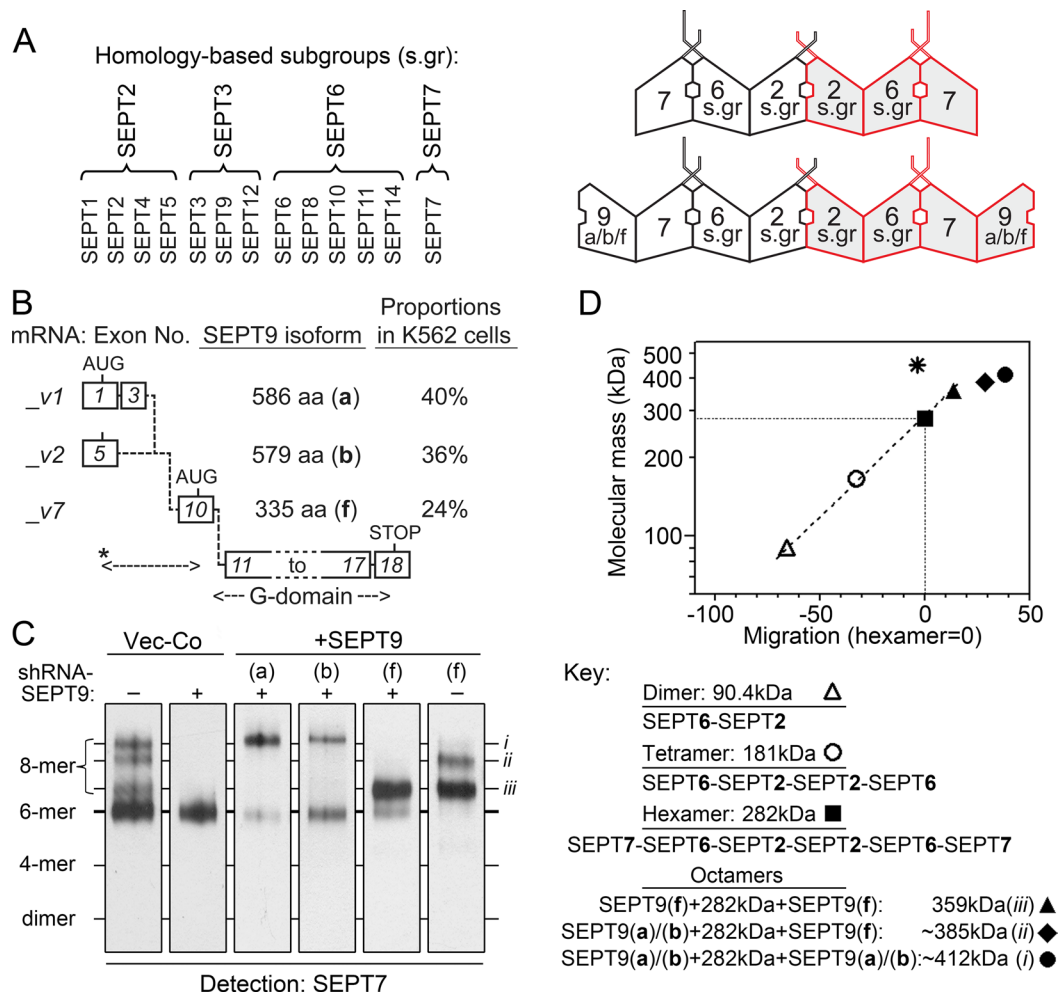 A
Homology-based subgroups (s.gr):
SEPT2 SEPT3 SEPT6 SEPT7
SEPT1 SEPT2 SEPT4 SEPT5 SEPT3 SEPT9 SEPT12 SEPT6 SEPT8 SEPT10 SEPT11 SEPT14 SEPT7
7 6 s.gr 2 s.gr 2 s.gr 6 s.gr 7
9 a/b/f 7 6 s.gr 2 s.gr 2 s.gr 6 s.gr 7 9 a/b/f
B
Proportions
mRNA: Exon No. SEPT9 isoform in K562 cells
AUG
_v1 1 3 586 aa (a) 40%
_v2 5 579 aa (b) 36%
AUG
_v7 10 335 aa (f) 24%
STOP
* 11 to 17 18
<--- G-domain --->
C
Vec-Co +SEPT9
shRNA- (a) (b) (f) (f)
SEPT9: – + + + + –
i
8-mer ii
iii
6-mer
4-mer
dimer
Detection: SEPT7
D
Molecular mass (kDa)
500
400
300
200
100
*
-100 -50 0 50
Migration (hexamer=0)
Key:
Dimer: 90.4kDa
SEPT6-SEPT2
Tetramer: 181kDa
SEPT6-SEPT2-SEPT2-SEPT6
Hexamer: 282kDa
SEPT7-SEPT6-SEPT2-SEPT2-SEPT6-SEPT7
Octamers
SEPT9(f)+282kDa+SEPT9(f): 359kDa(iii)
SEPT9(a)/(b)+282kDa+SEPT9(f): ~385kDa(ii)
SEPT9(a)/(b)+282kDa+SEPT9(a)/(b):~412kDa (i)